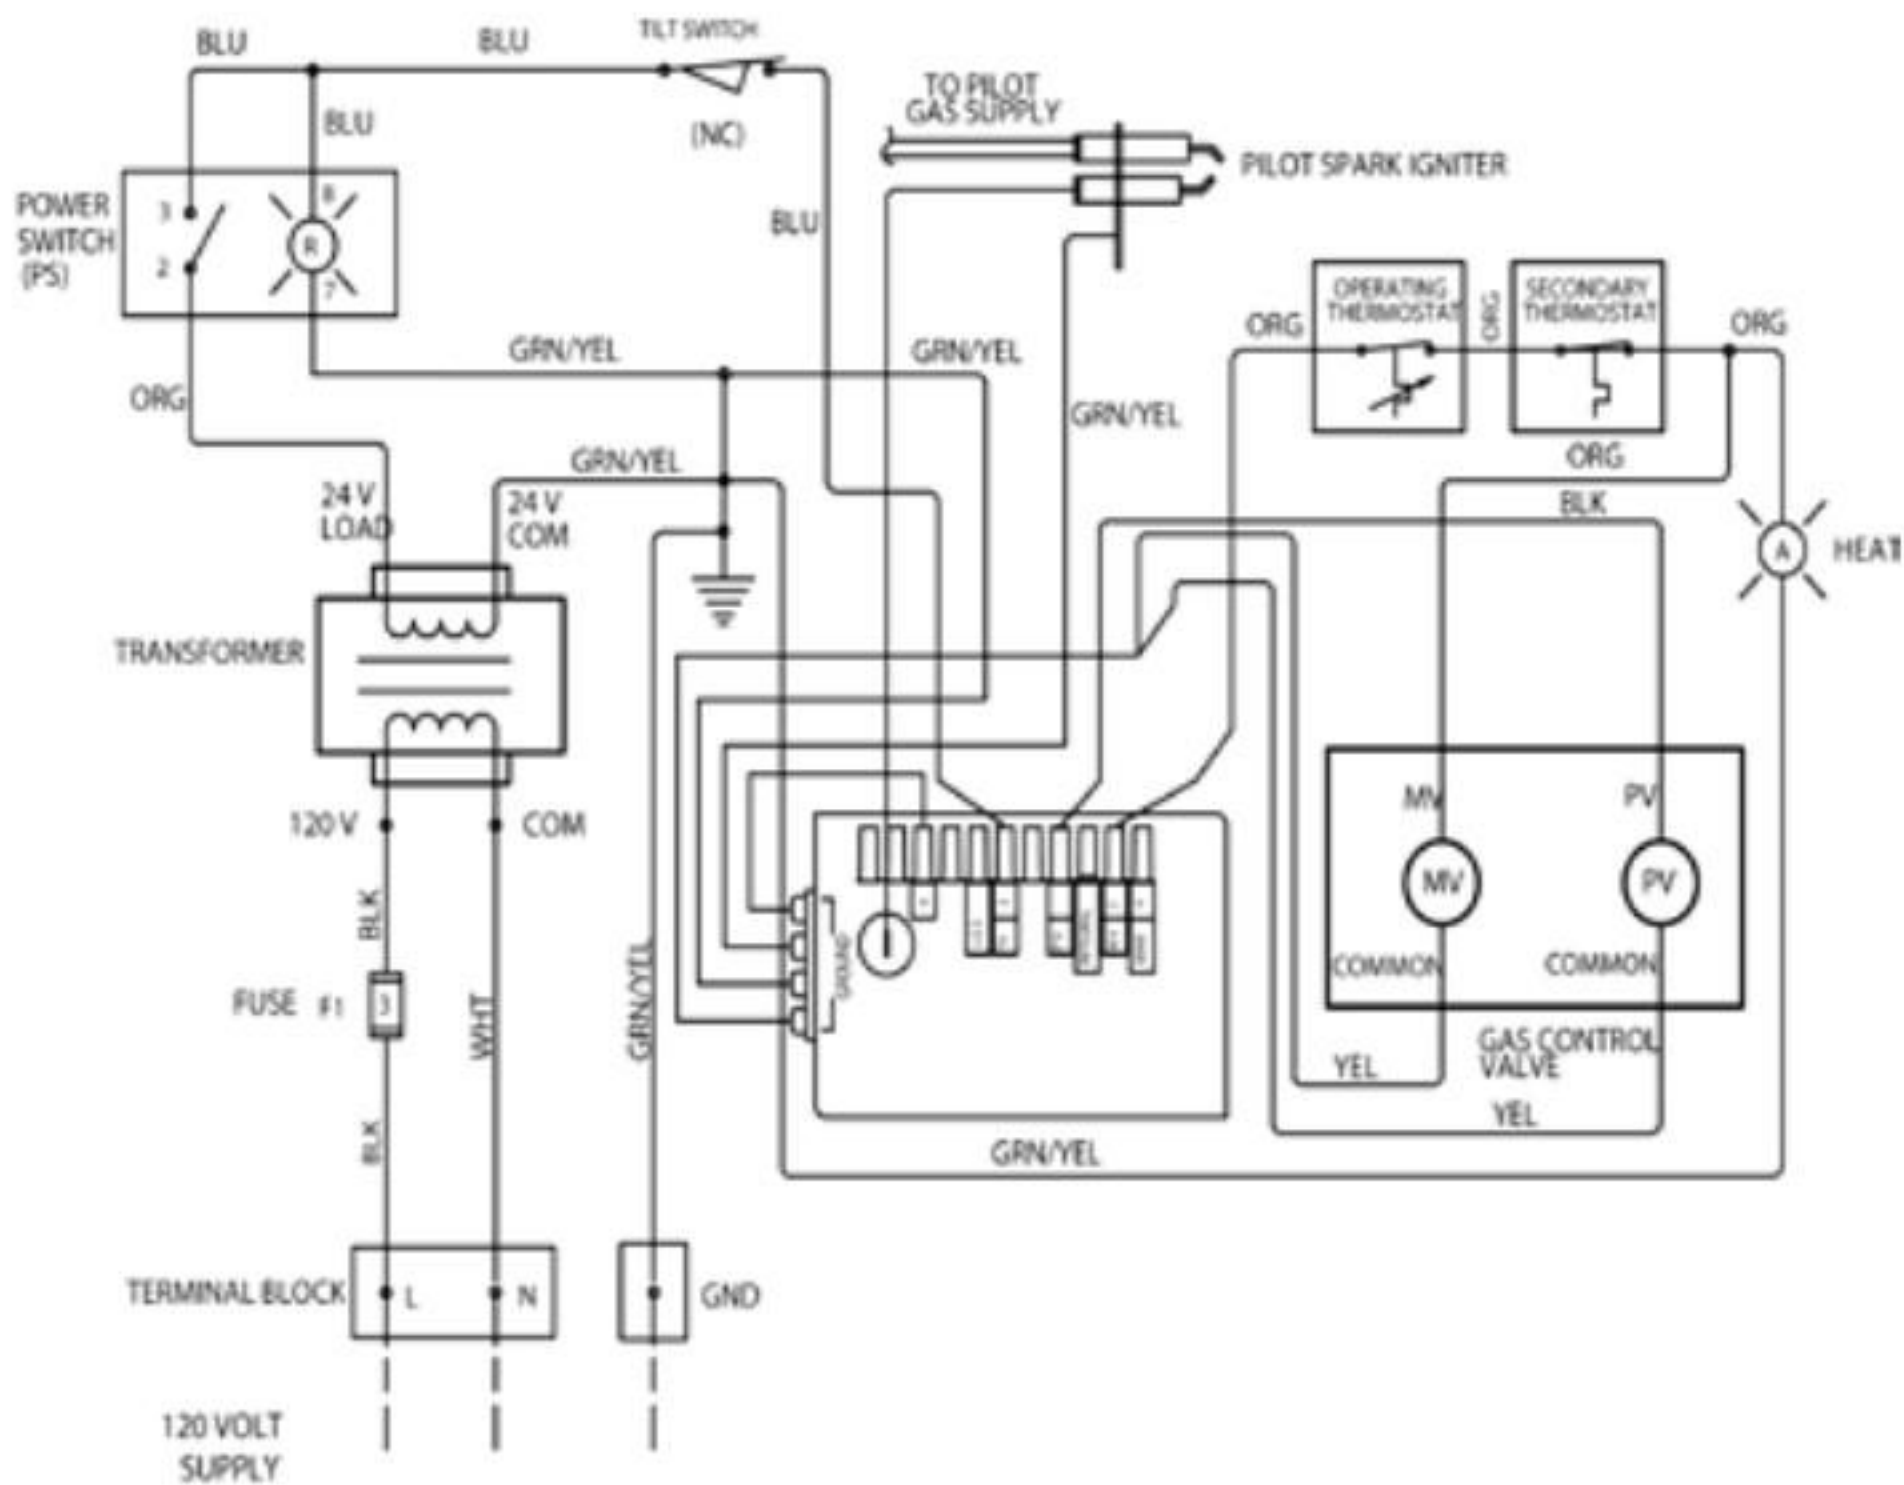 BLU
BLU
TILT SWITCH
BLU
(NC)
TO PILOT
GAS SUPPLY
PILOT SPARK IGNITER
POWER
SWITCH
(PS)
3
2
R
7
BLU
OPERATING
THERMOSTAT
ORG
SECONDARY
THERMOSTAT
ORG
ORG
GRN/YEL
GRN/YEL
ORG
GRN/YEL
GRN/YEL
24 V
LOAD
24 V
COM
ORG
BLK
A
HEAT
TRANSFORMER
120 V
COM
MV
PV
MV
PV
COMMON
COMMON
GROUND
BLK
FUSE F1
3
WHT
GRN/YEL
GAS CONTROL
VALVE
YEL
YEL
BLK
GRN/YEL
TERMINAL BLOCK
L
N
GND
120 VOLT
SUPPLY